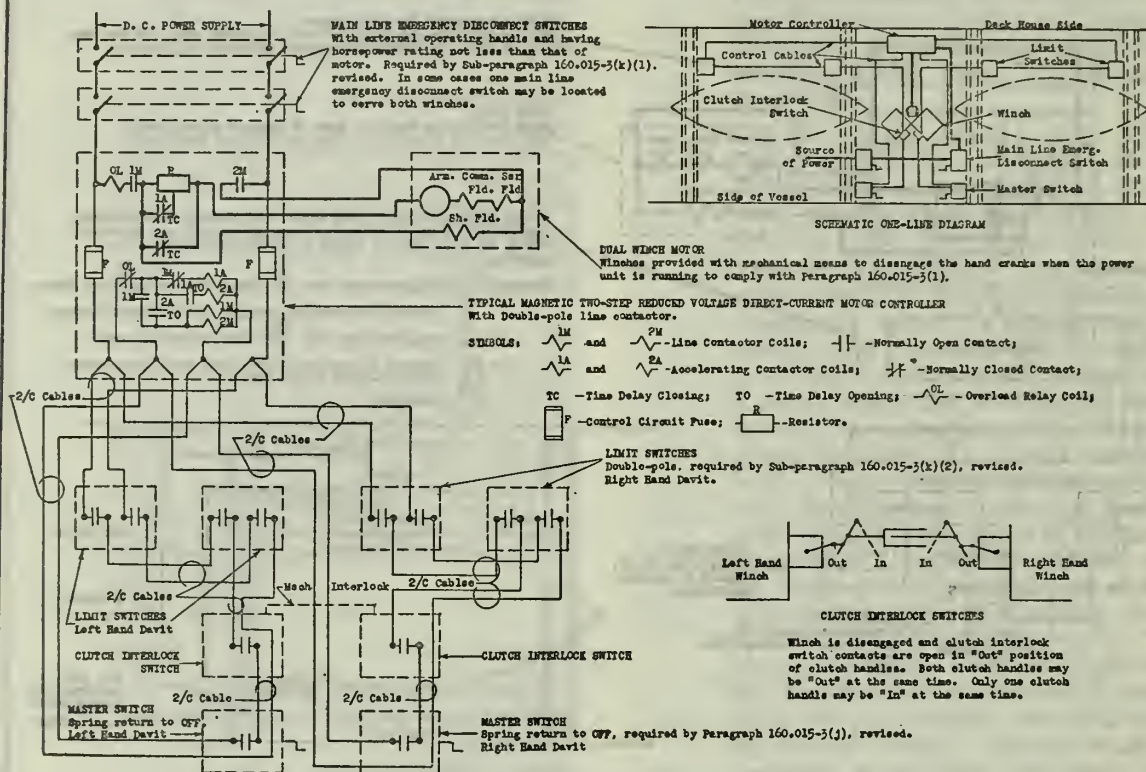 D. C. POWER SUPPLY
MAIN LINE EMERGENCY DISCONNECT SWITCHES
With external operating handle and having
horsepower rating not less than that of
motor. Required by Sub-paragraph 160.015-3(k)(1),
revised. In some cases one main line
emergency disconnect switch may be located
to serve both winches.
Motor Controller
Deck House Side
Control Cables
Limit
Switches
Clutch Interlock
Switch
Winch
Source
of Power
Main Line Emerg.
Disconnect Switch
Master Switch
Side of Vessel
SCHEMATIC ONE-LINE DIAGRAM
OL 1M R 2M
1A
TC
2A
TC
Arm. Comm. Ser
Fld. Fld
Sh. Fld.
F F
OL 1A
1M 1A TO 2A
2A 1M
TO 2M
DUAL WINCH MOTOR
Winches provided with mechanical means to disengage the hand cranks when the power
unit is running to comply with Paragraph 160.015-3(l).
TYPICAL MAGNETIC TWO-STEP REDUCED VOLTAGE DIRECT-CURRENT MOTOR CONTROLLER
With Double-pole line contactor.
SYMBOLS; 1M and 2M -Line Contactor Coils; -Normally Open Contact;
1A and 2A -Accelerating Contactor Coils; -Normally Closed Contact;
TC -Time Delay Closing; TO -Time Delay Opening; OL - Overload Relay Coil;
F -Control Circuit Fuse; R -Resistor.
2/C Cables
2/C Cables
LIMIT SWITCHES
Double-pole, required by Sub-paragraph 160.015-3(k)(2), revised.
Right Hand Davit.
2/C Cables
Mech Interlock
2/C Cables
LIMIT SWITCHES
Left Hand Davit
CLUTCH INTERLOCK
SWITCH
CLUTCH INTERLOCK SWITCH
2/C Cable
2/C Cable
MASTER SWITCH
Spring return to OFF
Left Hand Davit
MASTER SWITCH
Spring return to OFF, required by Paragraph 160.015-3(j), revised.
Right Hand Davit
Left Hand
Winch
Out In In Out
Right Hand
Winch
CLUTCH INTERLOCK SWITCHES
Winch is disengaged and clutch interlock
switch contacts are open in "Out" position
of clutch handles. Both clutch handles may
be "Out" at the same time. Only one clutch
handle may be "In" at the same time.